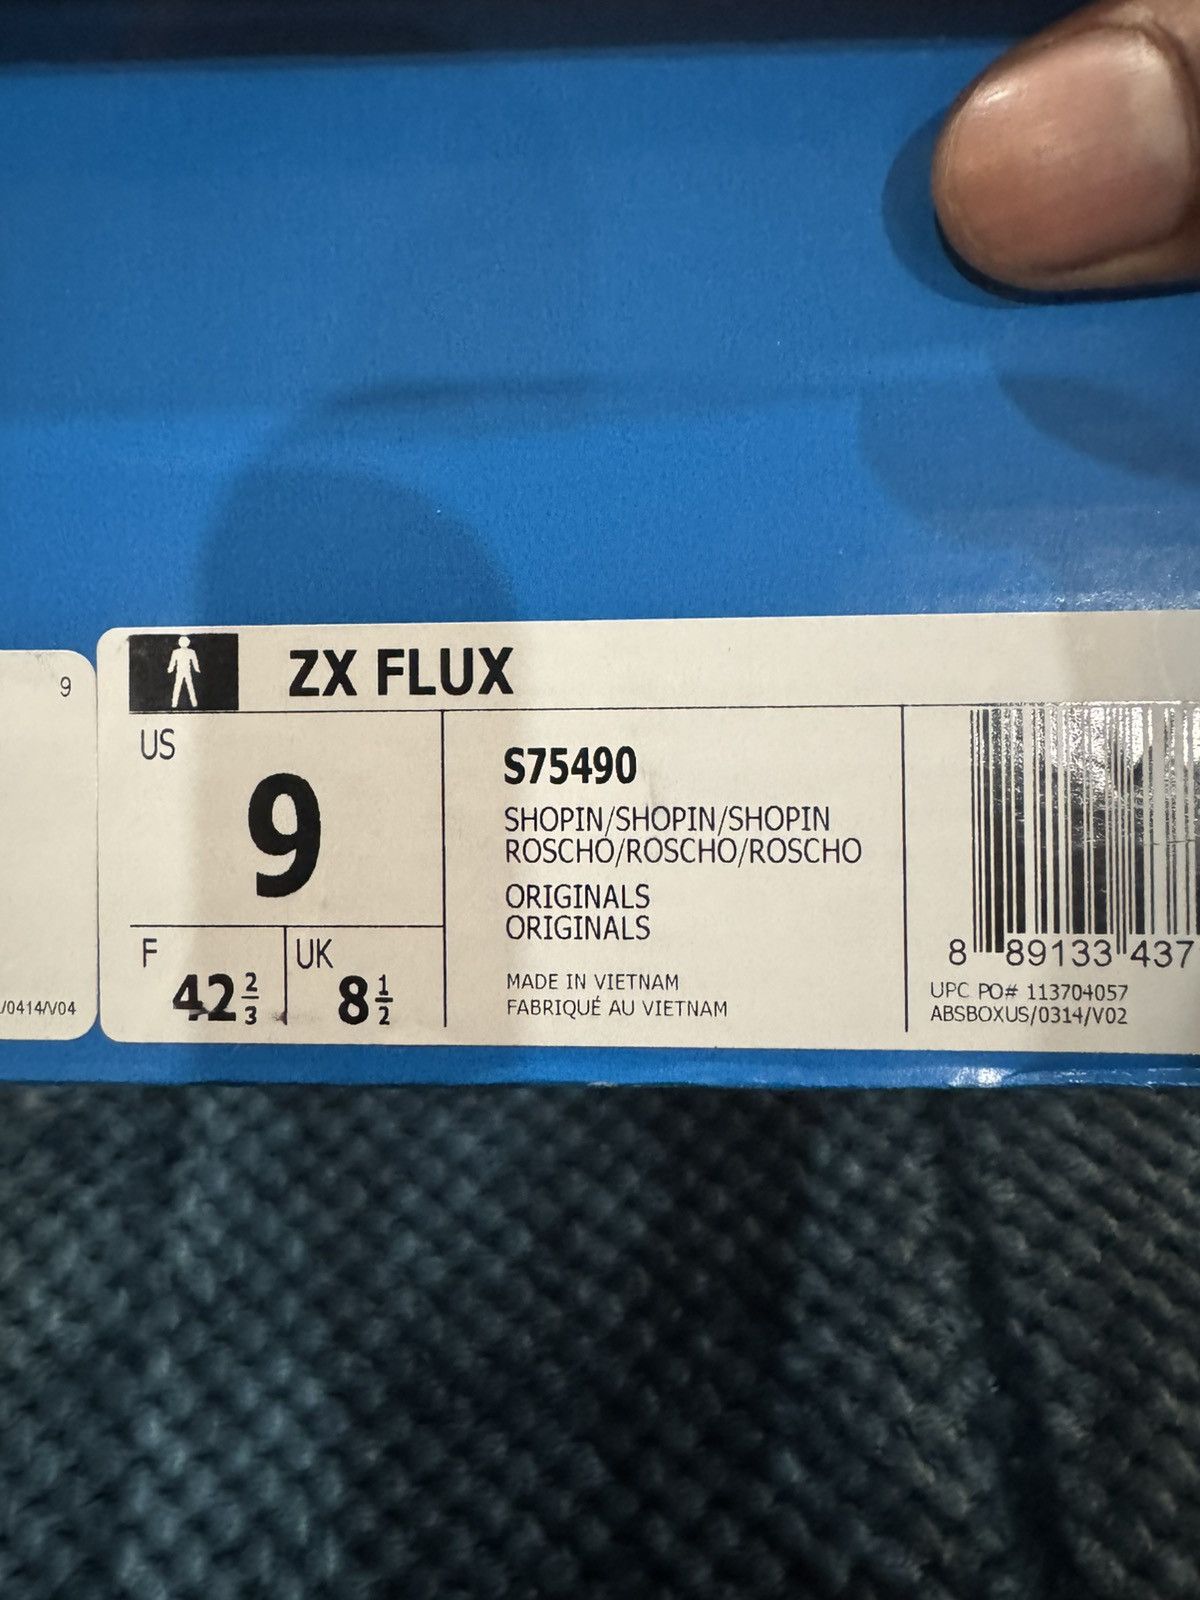 9
/0414/V04
ZX FLUX
US
9
F
42 2/3
UK
8 1/2
S75490
SHOPIN/SHOPIN/SHOPIN
ROSCHO/ROSCHO/ROSCHO
ORIGINALS
ORIGINALS
MADE IN VIETNAM
FABRIQUÉ AU VIETNAM
8 89133 437
UPC PO# 113704057
ABSBOXUS/0314/V02